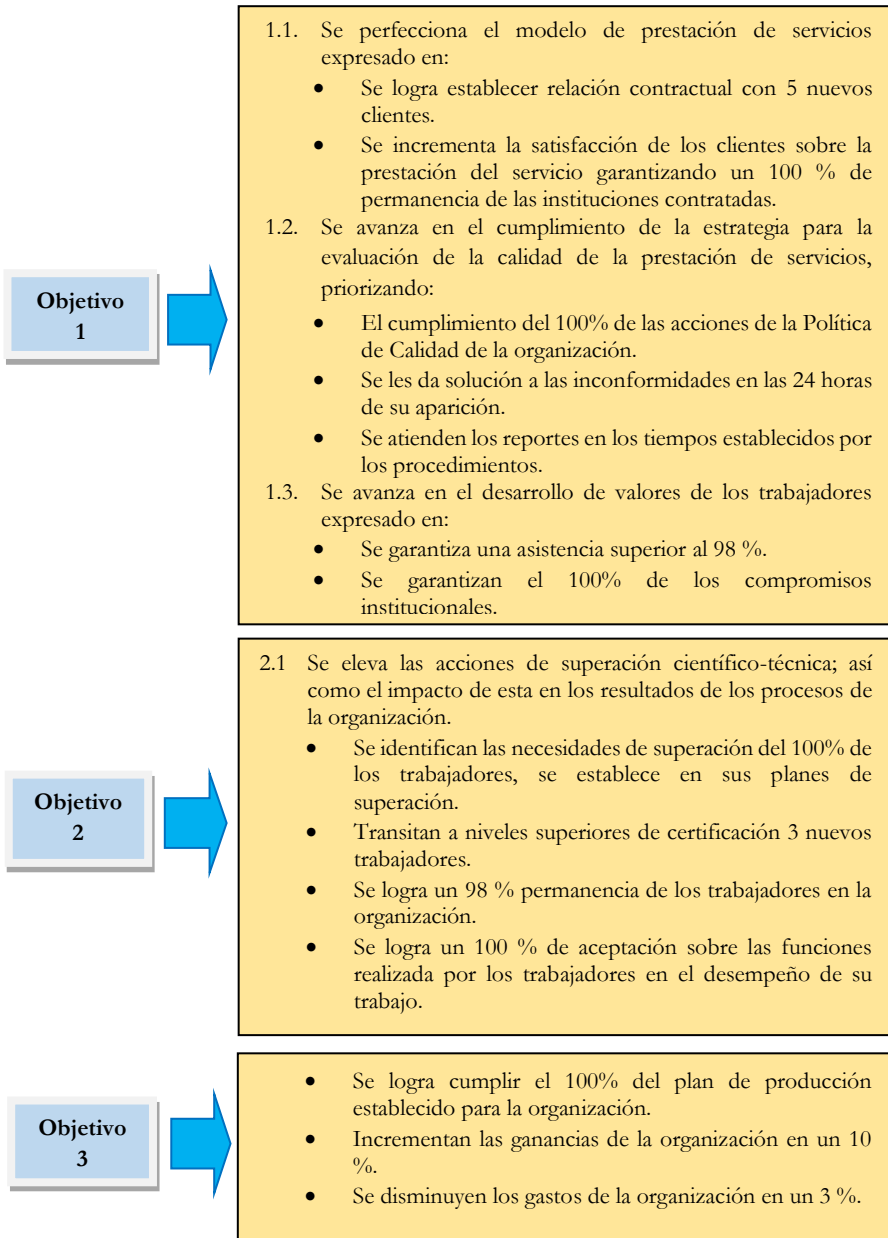 1.1. Se perfecciona el modelo de prestación de servicios
expresado en:
• Se logra establecer relación contractual con 5 nuevos
clientes.
• Se incrementa la satisfacción de los clientes sobre la
prestación del servicio garantizando un 100 % de
permanencia de las instituciones contratadas.
1.2. Se avanza en el cumplimiento de la estrategia para la
evaluación de la calidad de la prestación de servicios,
priorizando:
• El cumplimiento del 100% de las acciones de la Política
de Calidad de la organización.
• Se les da solución a las inconformidades en las 24 horas
de su aparición.
• Se atienden los reportes en los tiempos establecidos por
los procedimientos.
1.3. Se avanza en el desarrollo de valores de los trabajadores
expresado en:
• Se garantiza una asistencia superior al 98 %.
• Se garantizan el 100% de los compromisos
institucionales.
Objetivo
1
2.1 Se eleva las acciones de superación científico-técnica; así
como el impacto de esta en los resultados de los procesos de
la organización.
• Se identifican las necesidades de superación del 100% de
los trabajadores, se establece en sus planes de
superación.
• Transitan a niveles superiores de certificación 3 nuevos
trabajadores.
• Se logra un 98 % permanencia de los trabajadores en la
organización.
• Se logra un 100 % de aceptación sobre las funciones
realizada por los trabajadores en el desempeño de su
trabajo.
Objetivo
2
• Se logra cumplir el 100% del plan de producción
establecido para la organización.
• Incrementan las ganancias de la organización en un 10
%.
• Se disminuyen los gastos de la organización en un 3 %.
Objetivo
3